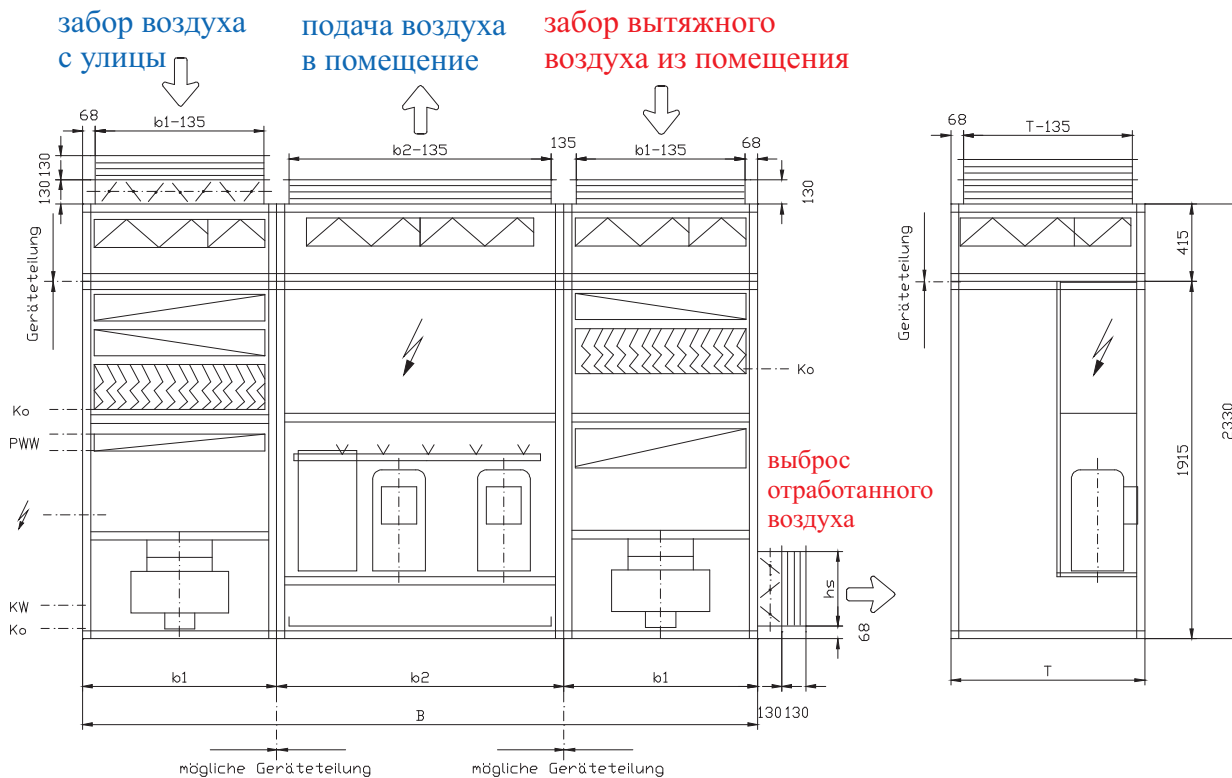 забор воздуха
с улицы
подача воздуха
в помещение
забор вытяжного
воздуха из помещения
68
b1-135
b2-135
135
b1-135
68
68
T-135
130
130
130
Geräteteilung
Geräteteilung
415
Ko
Ko
PWW
2330
1915
выброс
отработанного
воздуха
hs
KW
Ko
68
b1
b2
b1
T
B
130
130
mögliche Geräteteilung
mögliche Geräteteilung